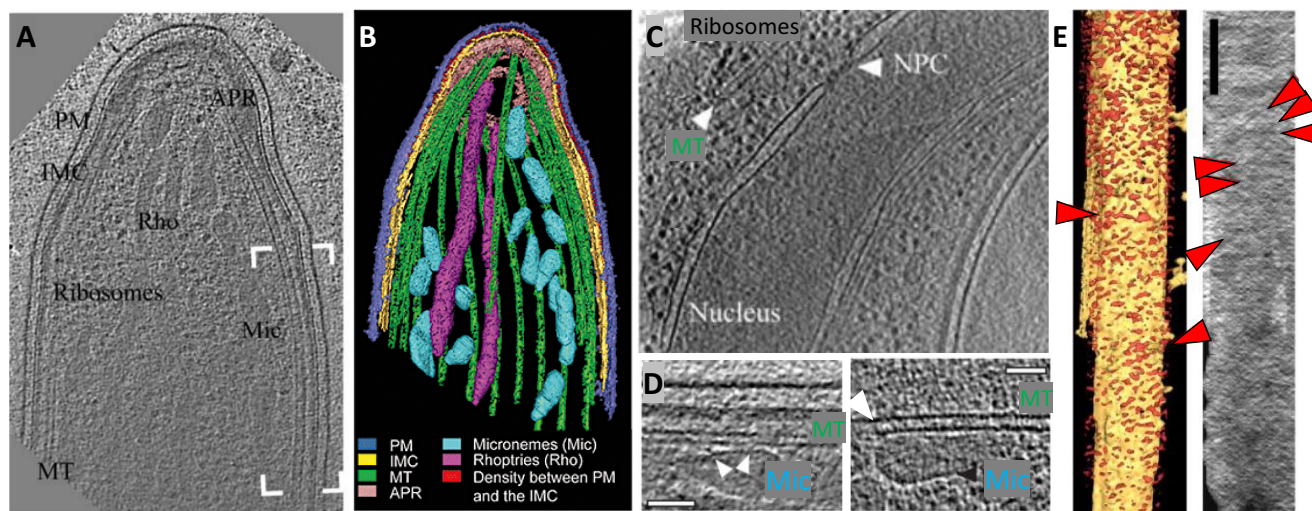 A
PM
APR
IMC
Rho
Ribosomes
Mic
MT
B
PM
IMC
MT
APR
Micronemes (Mic)
Rhoptries (Rho)
Density between PM
and the IMC
C
Ribosomes
NPC
MT
Nucleus
D
MT
Mic
MT
Mic
E